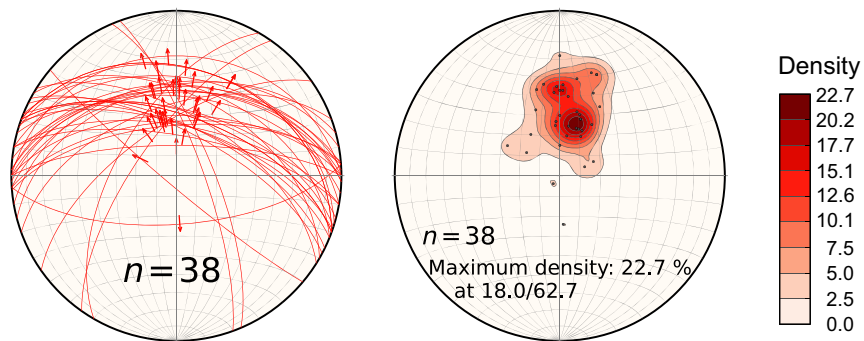 n=38
n=38
Maximum density: 22.7 %
at 18.0/62.7
Density
22.7
20.2
17.7
15.1
12.6
10.1
7.5
5.0
2.5
0.0